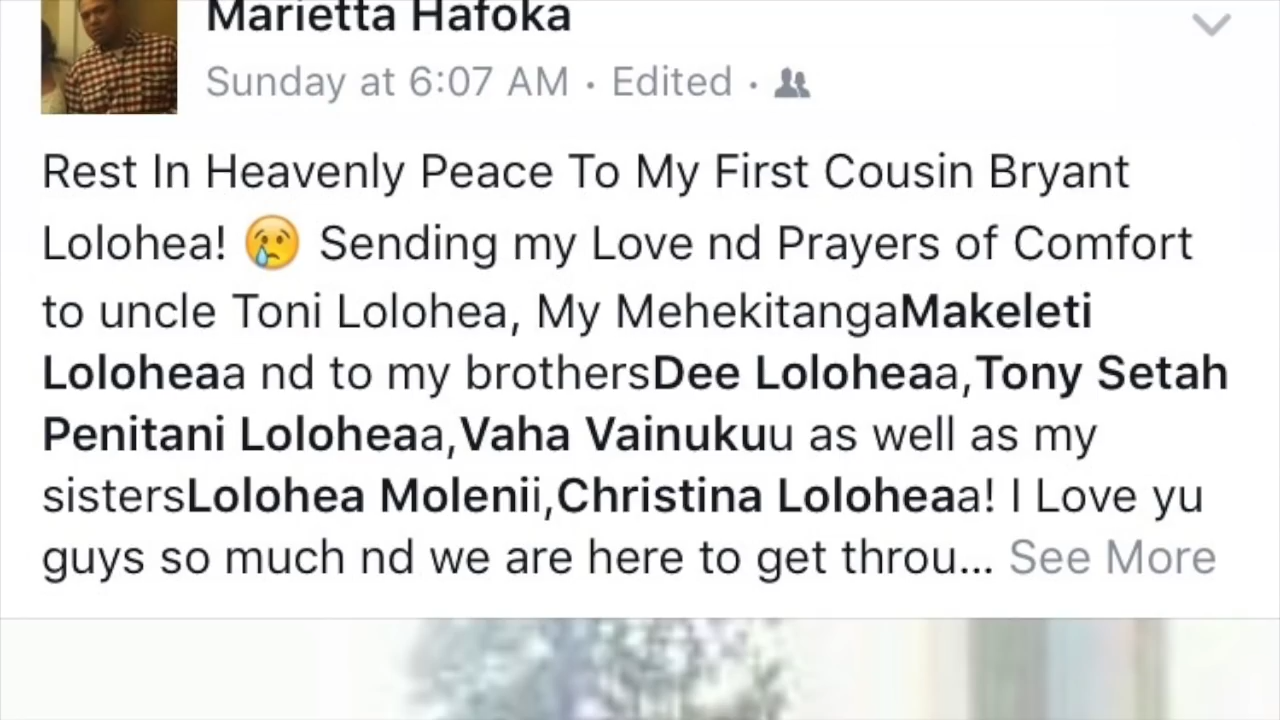 Marietta Hafoka
Sunday at 6:07 AM · Edited ·
Rest In Heavenly Peace To My First Cousin Bryant
Lolohea! 😢 Sending my Love nd Prayers of Comfort
to uncle Toni Lolohea, My MehekitangaMakeleti
Loloheaa nd to my brothersDee Loloheaa,Tony Setah
Penitani Loloheaa,Vaha Vainukuu as well as my
sistersLolohea Molenii,Christina Loloheaa! I Love yu
guys so much nd we are here to get throu... See More